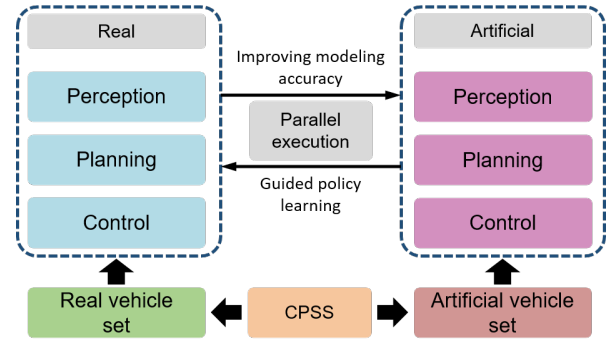 Real
Artificial
Improving modeling
accuracy
Perception
Perception
Parallel
execution
Planning
Planning
Guided policy
learning
Control
Control
Real vehicle
set
CPSS
Artificial vehicle
set